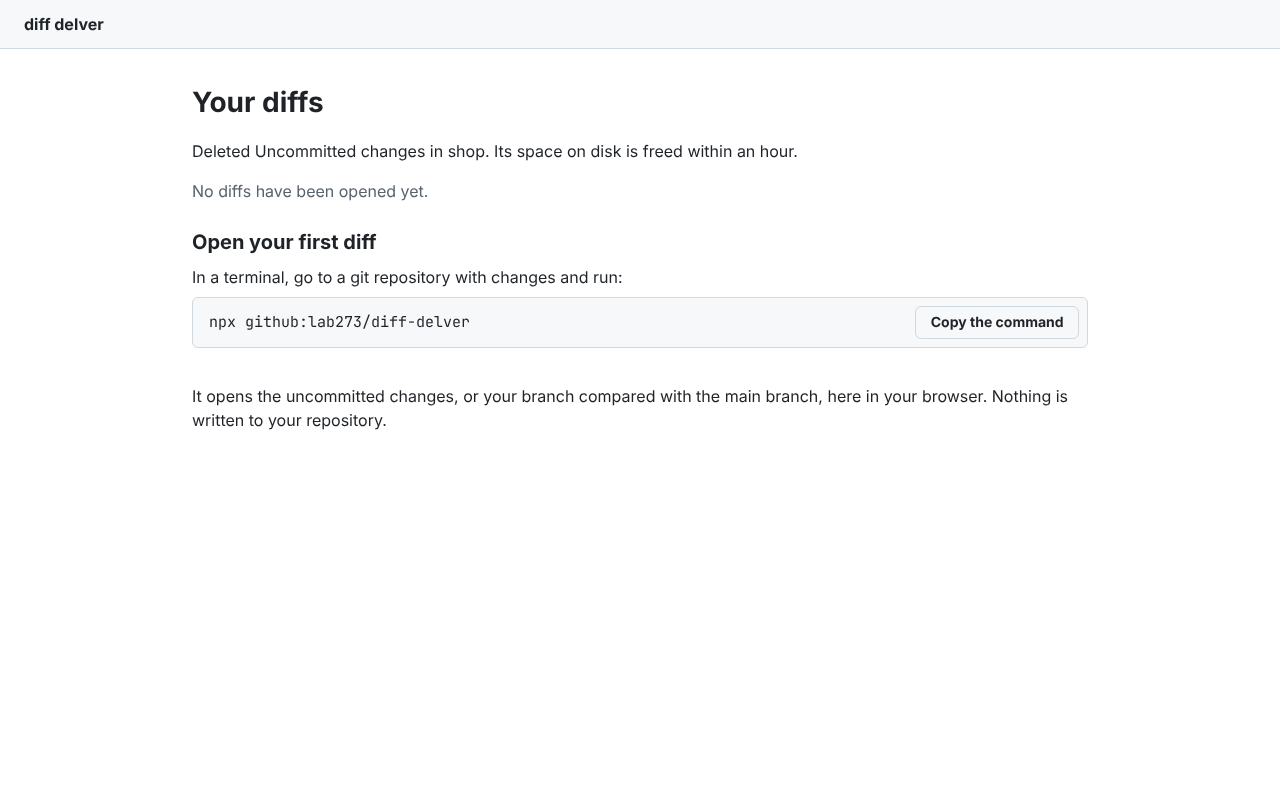 diff delver
Your diffs
Deleted Uncommitted changes in shop. Its space on disk is freed within an hour.
No diffs have been opened yet.
Open your first diff
In a terminal, go to a git repository with changes and run:
npx github:lab273/diff-delver
Copy the command
It opens the uncommitted changes, or your branch compared with the main branch, here in your browser. Nothing is
written to your repository.